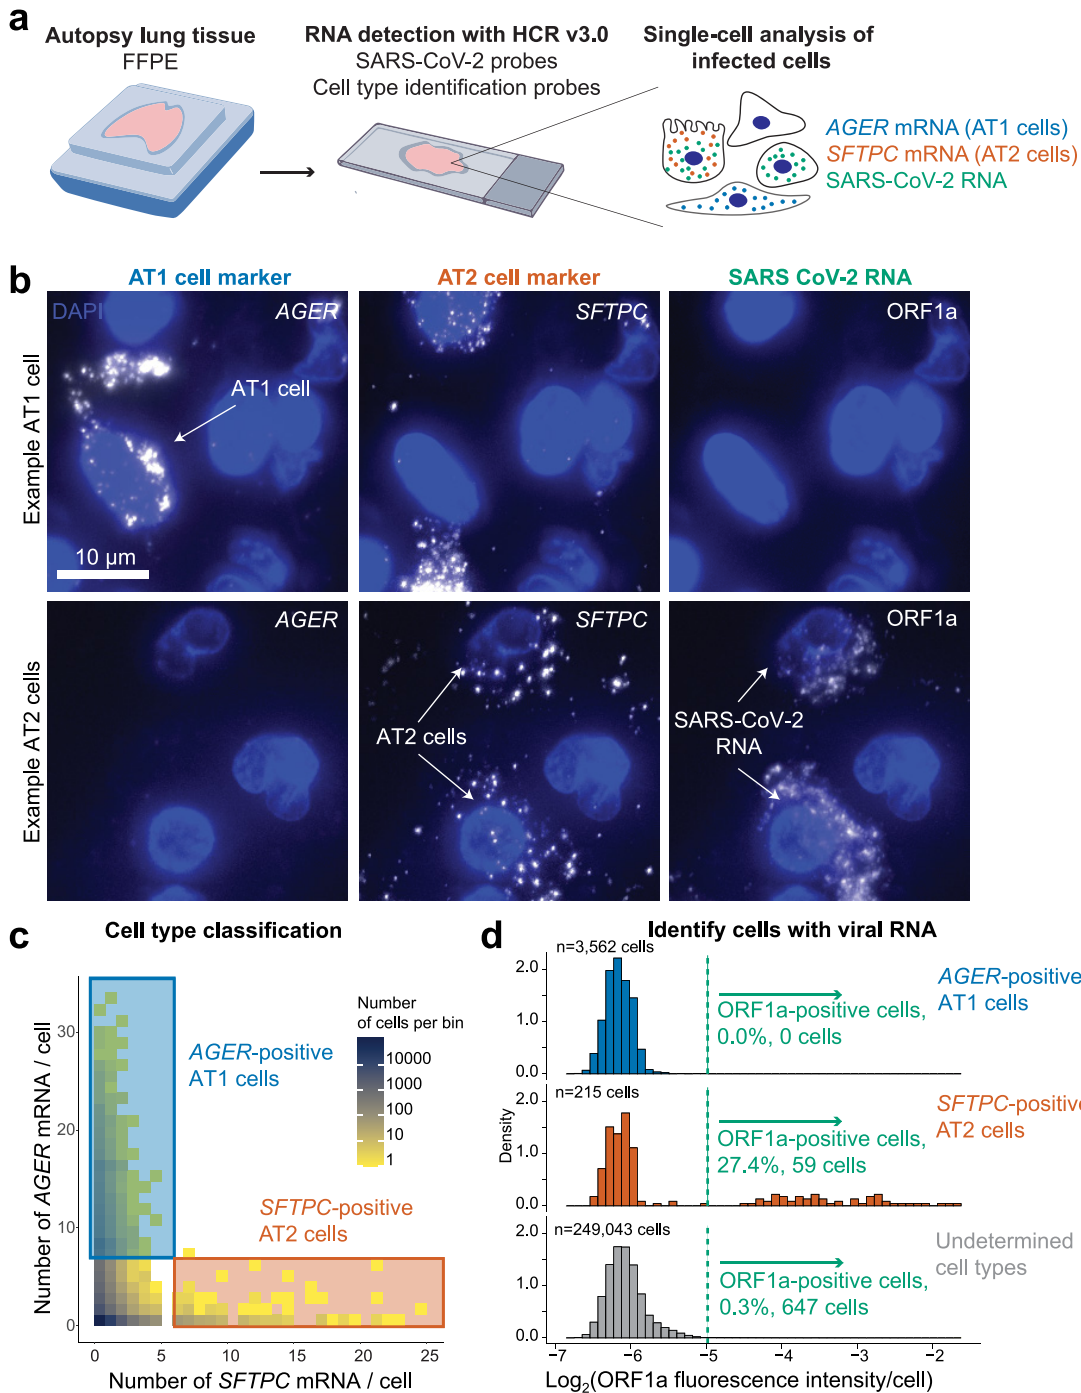 a
Autopsy lung tissue
FFPE
RNA detection with HCR v3.0
SARS-CoV-2 probes
Cell type identification probes
Single-cell analysis of
infected cells
AGER mRNA (AT1 cells)
SFTPC mRNA (AT2 cells)
SARS-CoV-2 RNA
b
AT1 cell marker
AT2 cell marker
SARS CoV-2 RNA
Example AT1 cell
DAPI
AGER
AT1 cell
10 µm
SFTPC
ORF1a
Example AT2 cells
AGER
SFTPC
AT2 cells
ORF1a
SARS-CoV-2
RNA
c
Cell type classification
Number of AGER mRNA / cell
30
20
10
0
0
5
10
15
20
25
Number of SFTPC mRNA / cell
AGER-positive
AT1 cells
SFTPC-positive
AT2 cells
Number
of cells per bin
10000
1000
100
10
1
d
Identify cells with viral RNA
n=3,562 cells
2.0
1.0
0.0
ORF1a-positive cells,
0.0%, 0 cells
AGER-positive
AT1 cells
n=215 cells
2.0
1.0
0.0
Density
ORF1a-positive cells,
27.4%, 59 cells
SFTPC-positive
AT2 cells
n=249,043 cells
2.0
1.0
0.0
ORF1a-positive cells,
0.3%, 647 cells
Undetermined
cell types
−7
−6
−5
−4
−3
−2
Log2(ORF1a fluorescence intensity/cell)